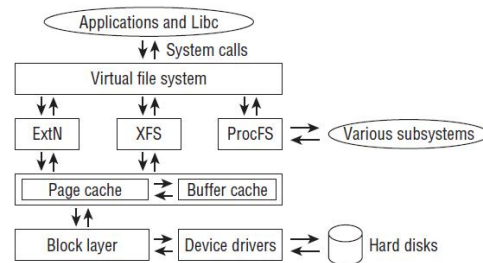 Applications and Libc
System calls
Virtual file system
ExtN
XFS
ProcFS
Various subsystems
Page cache
Buffer cache
Block layer
Device drivers
Hard disks